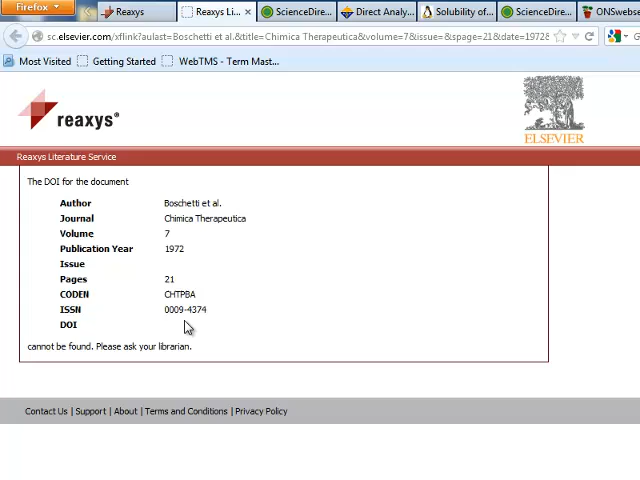 Firefox
Reaxys
Reaxys Li...
ScienceDire...
Direct Analy...
Solubility of...
ScienceDire...
ONSwebse
sc.elsevier.com/xflink?aulast=Boschetti et al.&title=Chimica Therapeutica&volume=7&issue=&spage=21&date=1972&
Most Visited
Getting Started
WebTMS - Term Mast...
reaxys®
ELSEVIER
Reaxys Literature Service
The DOI for the document
Author Boschetti et al.
Journal Chimica Therapeutica
Volume 7
Publication Year 1972
Issue
Pages 21
CODEN CHTPBA
ISSN 0009-4374
DOI
cannot be found. Please ask your librarian.
Contact Us | Support | About | Terms and Conditions | Privacy Policy